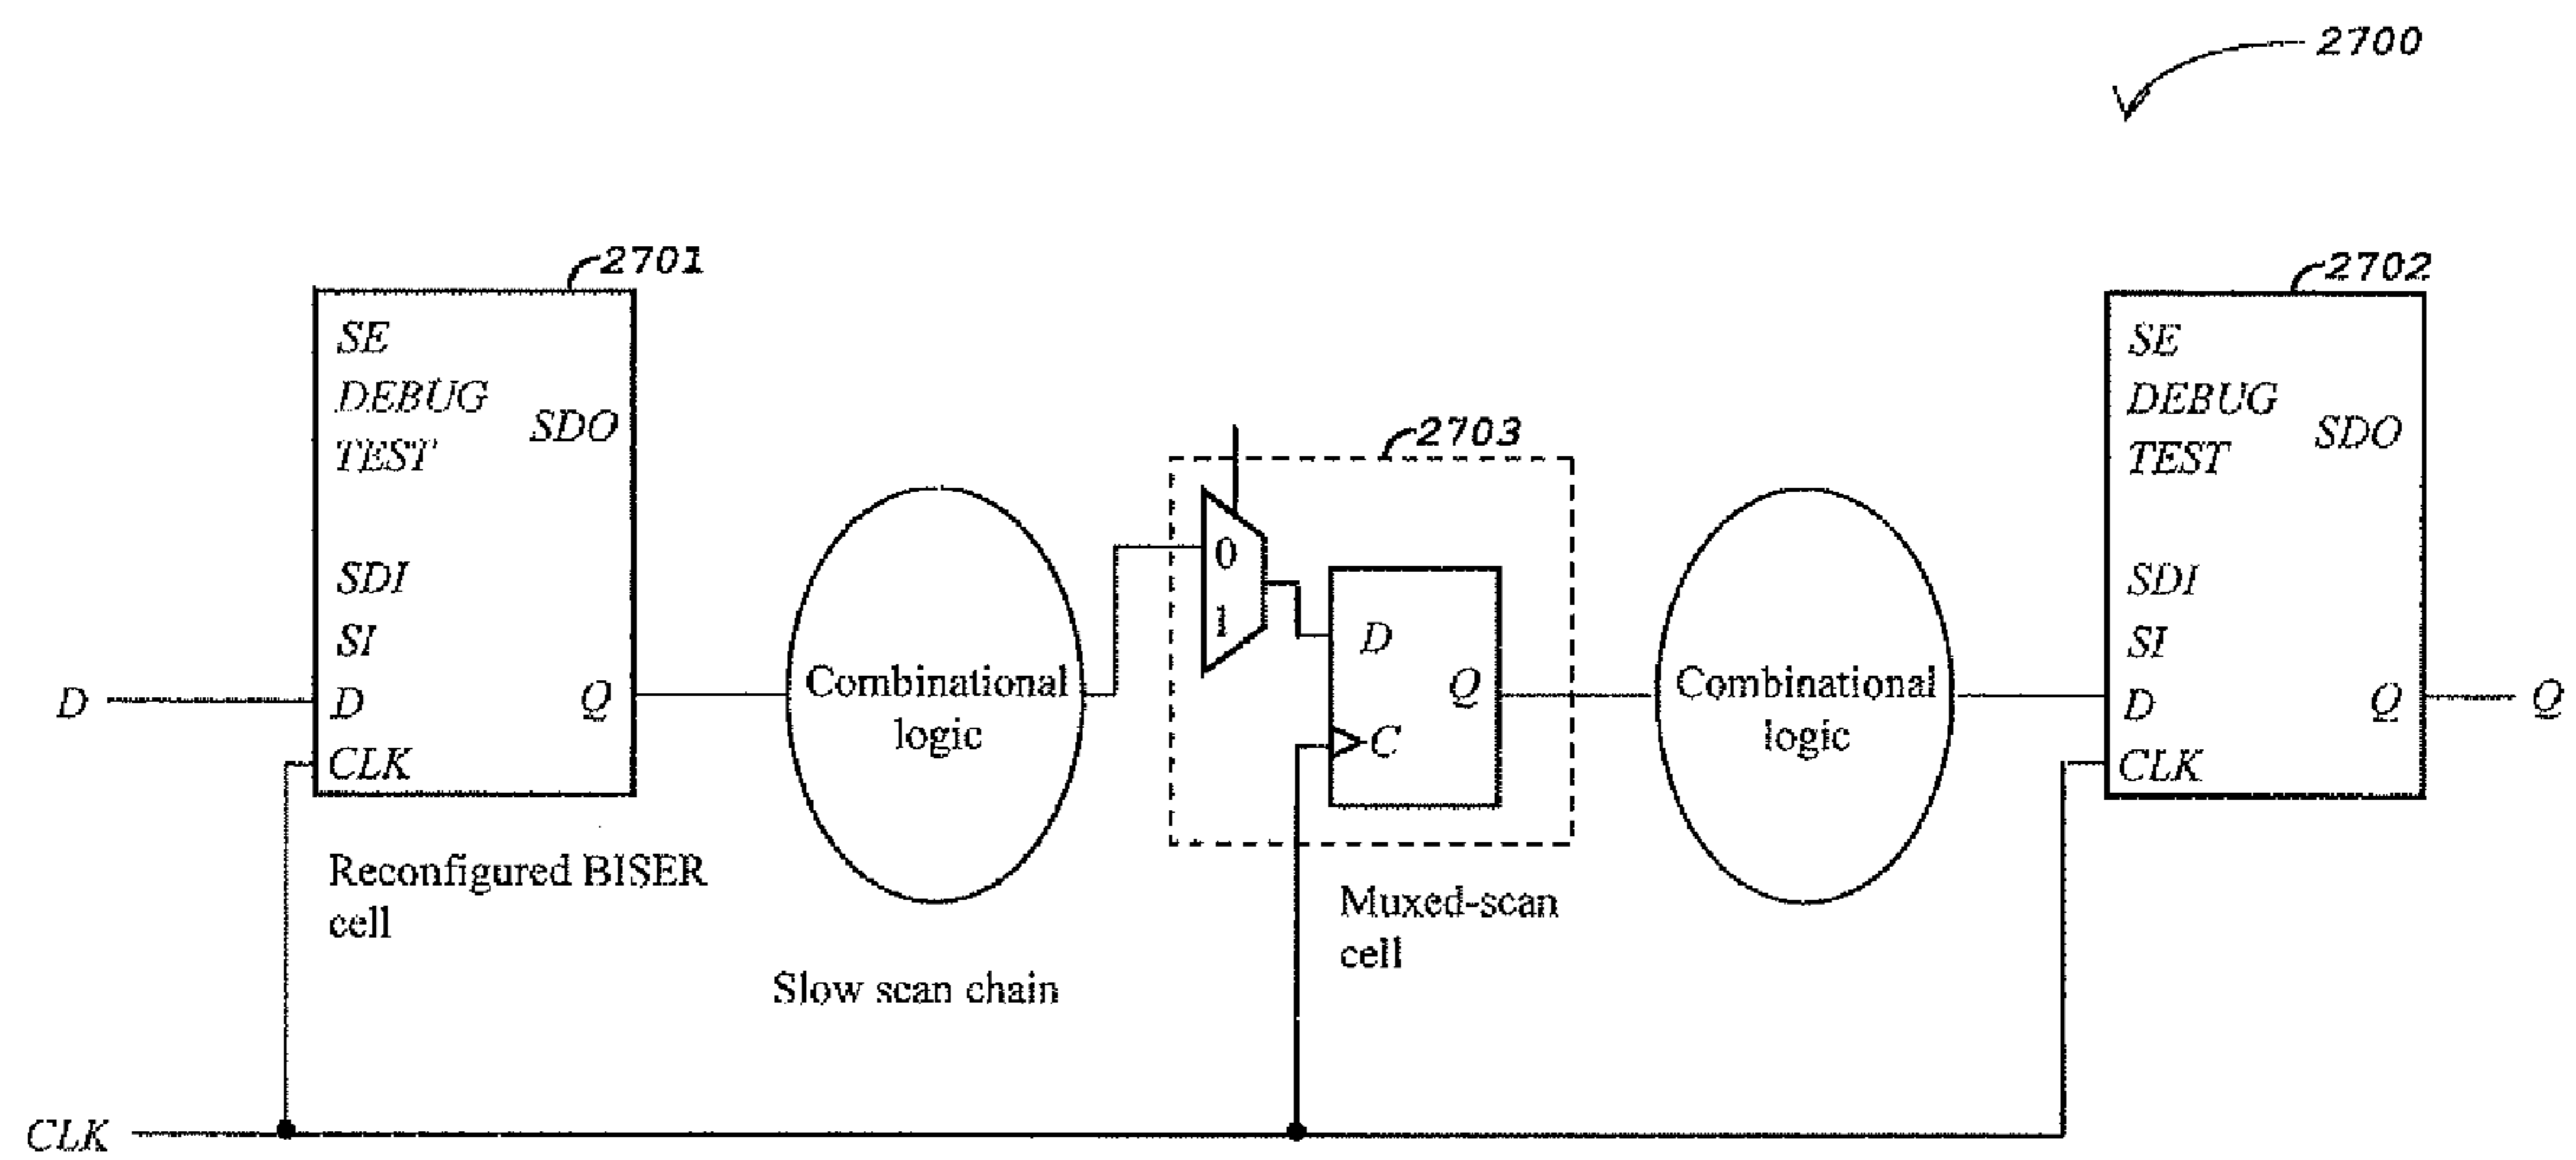 2700
2701
SE
DEBUG
TEST
SDO
SDI
SI
D
D
Q
CLK
Reconfigured BISER
cell
Combinational
logic
Slow scan chain
2703
0
1
D
Q
C
Muxed-scan
cell
Combinational
logic
2702
SE
DEBUG
TEST
SDO
SDI
SI
D
Q
Q
CLK
CLK